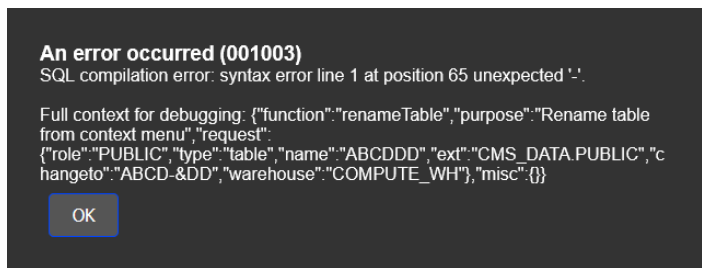 An error occurred (001003)
SQL compilation error: syntax error line 1 at position 65 unexpected '-'.
Full context for debugging: {"function":"renameTable","purpose":"Rename table
from context menu","request":
{"role":"PUBLIC","type":"table","name":"ABCDDD","ext":"CMS_DATA.PUBLIC","c
hangeto":"ABCD-&DD","warehouse":"COMPUTE_WH"},"misc":{}}
OK